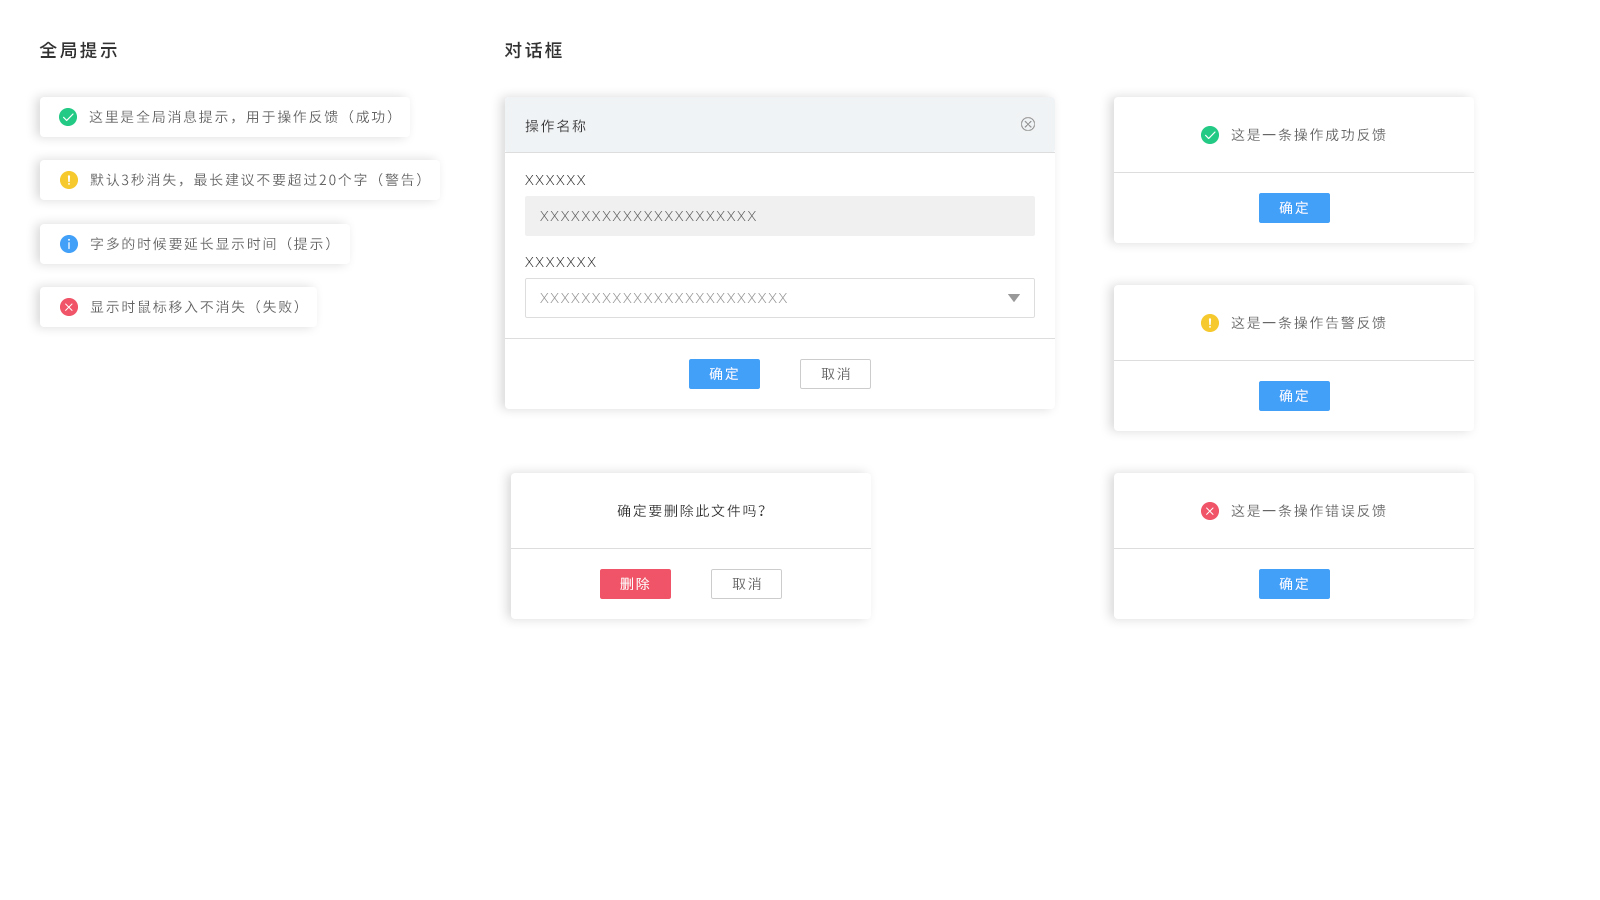 全局提示
这里是全局消息提示，用于操作反馈（成功）
默认3秒消失，最长建议不要超过20个字（警告）
字多的时候要延长显示时间（提示）
显示时鼠标移入不消失（失败）
对话框
操作名称
XXXXXX
XXXXXXXXXXXXXXXXXXXXX
XXXXXXX
XXXXXXXXXXXXXXXXXXXXXXXX
确定
取消
确定要删除此文件吗？
删除
取消
这是一条操作成功反馈
确定
这是一条操作告警反馈
确定
这是一条操作错误反馈
确定